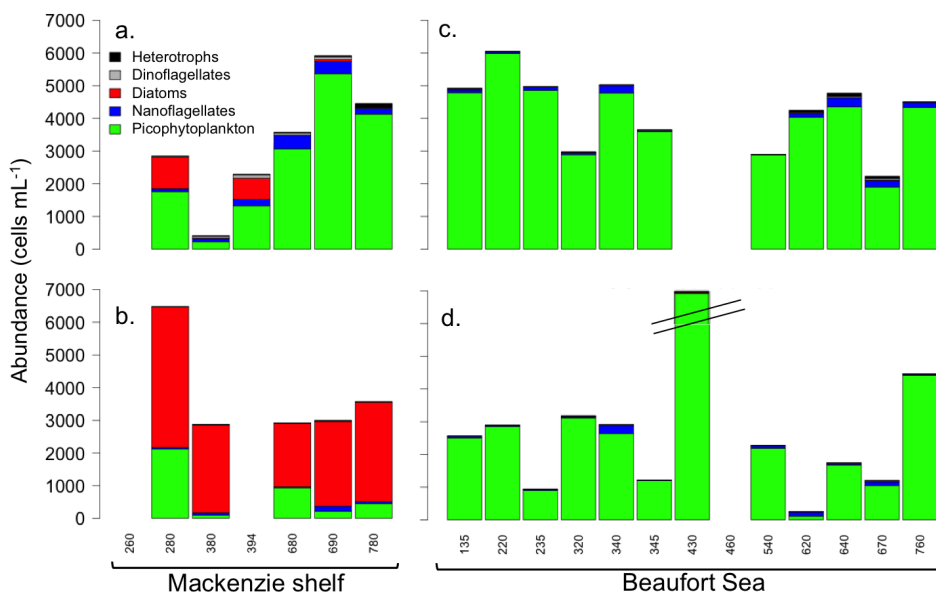 a.
c.
7000
6000
5000
4000
3000
2000
1000
0
Heterotrophs
Dinoflagellates
Diatoms
Nanoflagellates
Picophytoplankton
Abundance (cells mL⁻¹)
b.
d.
7000
6000
5000
4000
3000
2000
1000
0
260 280 380 394 680 690 780
135 220 235 320 340 345 430 460 540 620 640 670 760
Mackenzie shelf
Beaufort Sea